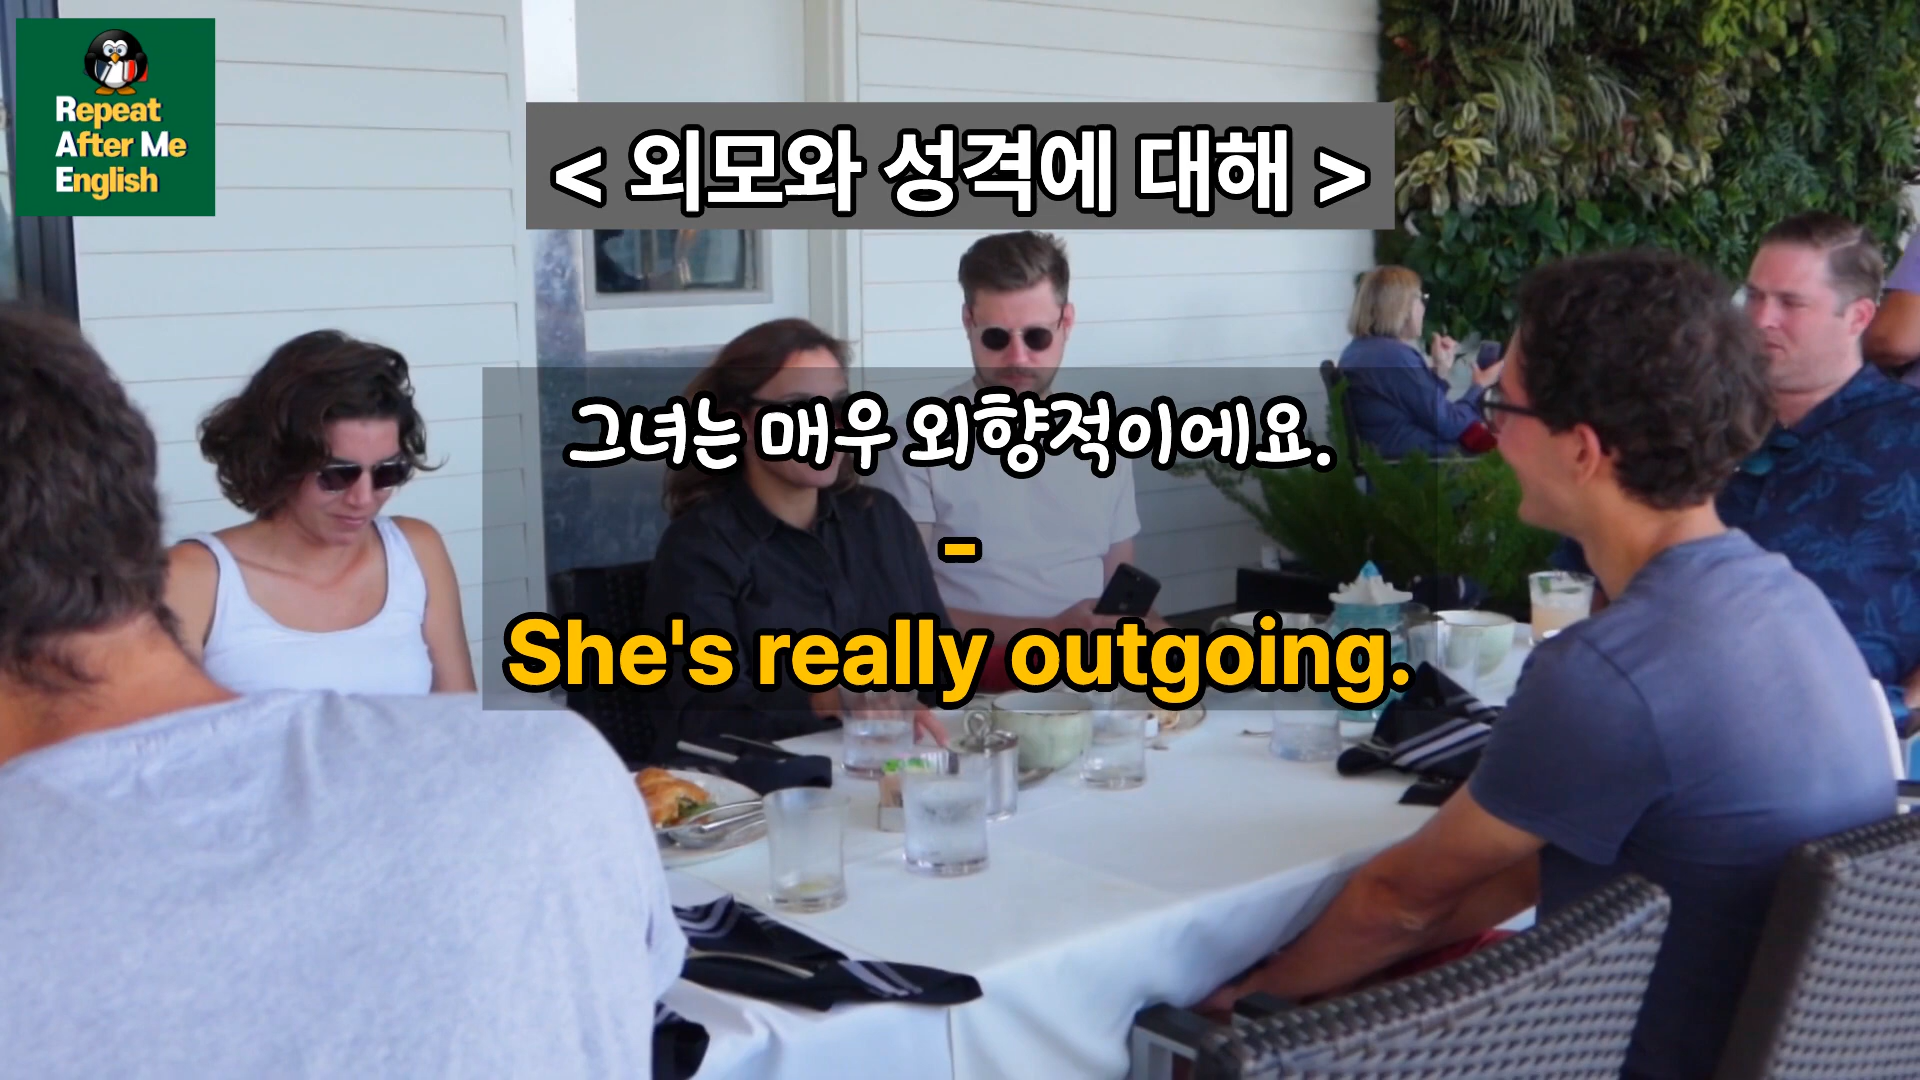 Repeat
After Me
English
< 외모와 성격에 대해 >
그녀는 매우 외향적이에요.
-
She's really outgoing.